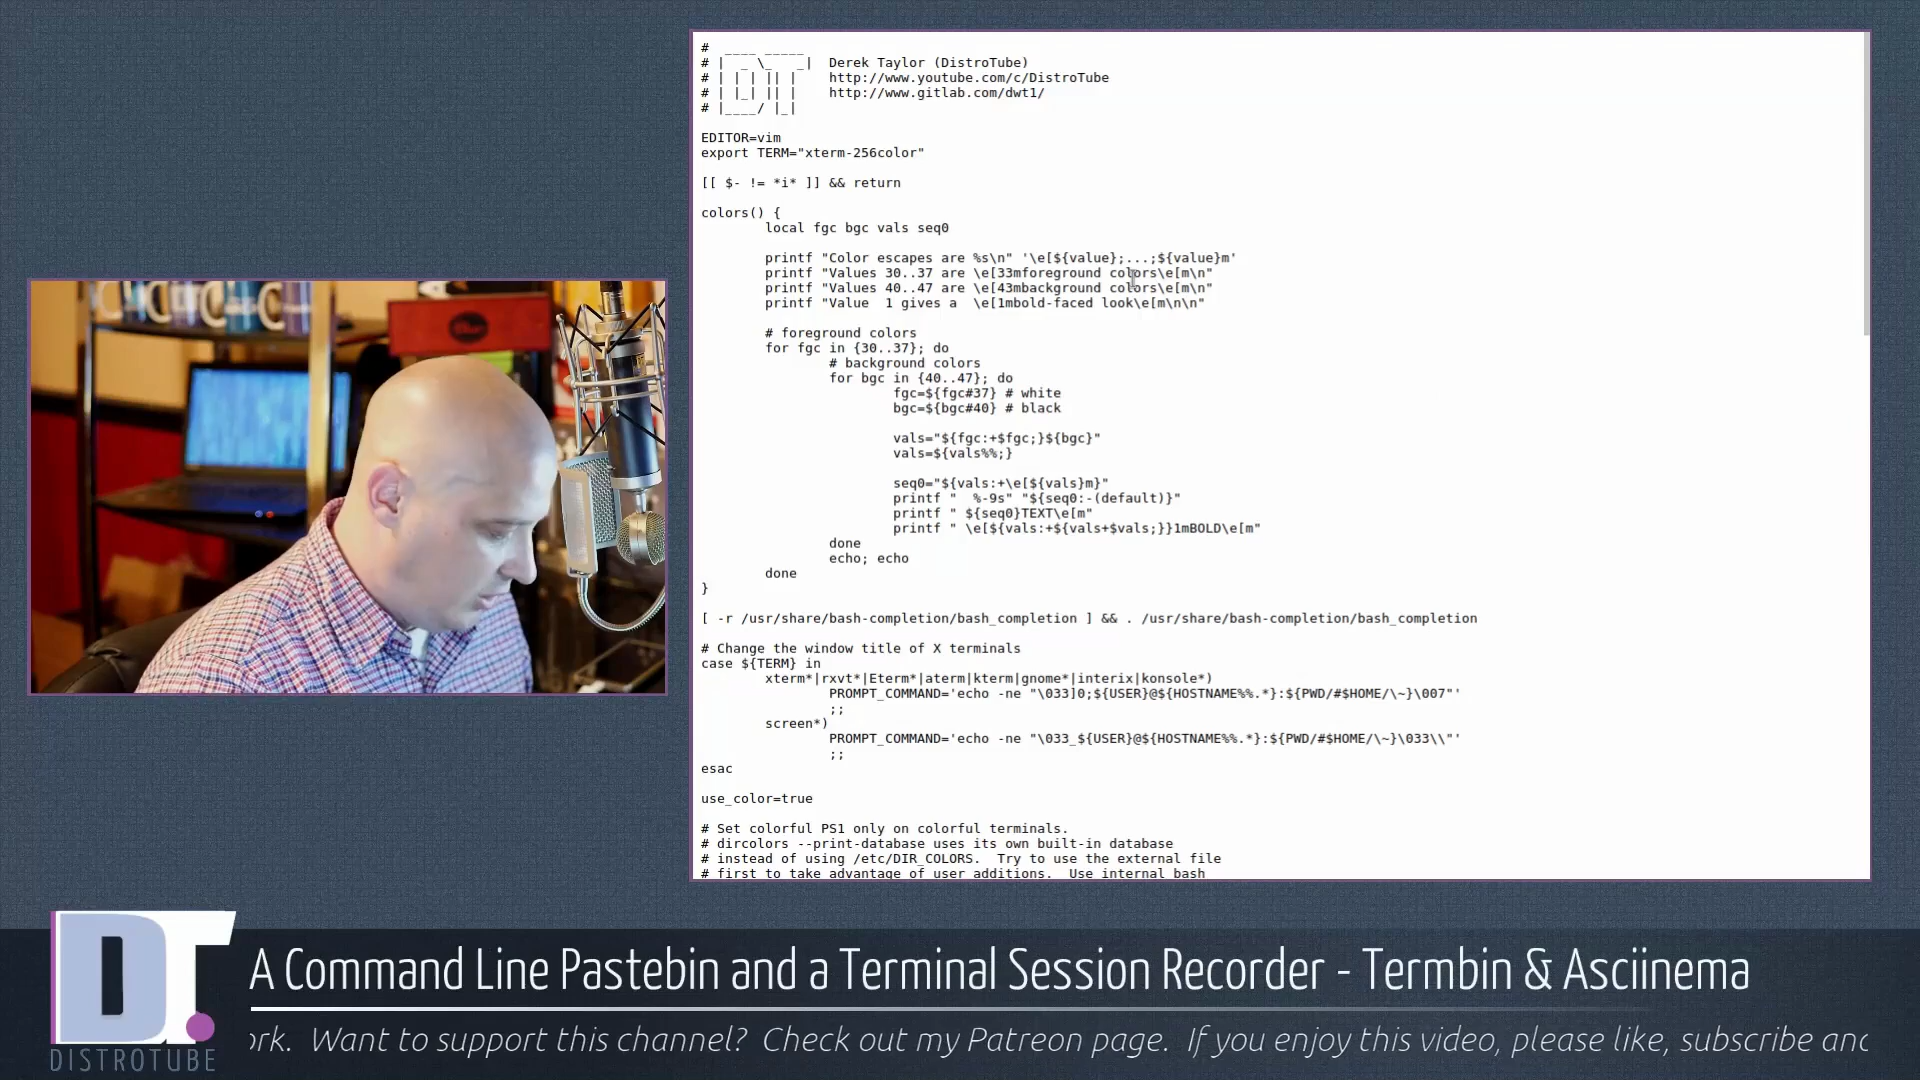 #  ____ _____
# |  _ \_   _|  Derek Taylor (DistroTube)
# | | | || |    http://www.youtube.com/c/DistroTube
# | |_| || |    http://www.gitlab.com/dwt1/
# |____/ |_|
EDITOR=vim
export TERM="xterm-256color"
[[ $- != *i* ]] && return
colors() {
        local fgc bgc vals seq0
        printf "Color escapes are %s\n" '\e[${value};...;${value}m'
        printf "Values 30..37 are \e[33mforeground colors\e[m\n"
        printf "Values 40..47 are \e[43mbackground colors\e[m\n"
        printf "Value  1 gives a  \e[1mbold-faced look\e[m\n\n"
        # foreground colors
        for fgc in {30..37}; do
                # background colors
                for bgc in {40..47}; do
                        fgc=${fgc#37} # white
                        bgc=${bgc#40} # black
                        vals="${fgc:+$fgc;}${bgc}"
                        vals=${vals%%;}
                        seq0="${vals:+\e[${vals}m}"
                        printf "  %-9s" "${seq0:-(default)}"
                        printf " ${seq0}TEXT\e[m"
                        printf " \e[${vals:+${vals+$vals;}}1mBOLD\e[m"
                done
                echo; echo
        done
}
[ -r /usr/share/bash-completion/bash_completion ] && . /usr/share/bash-completion/bash_completion
# Change the window title of X terminals
case ${TERM} in
        xterm*|rxvt*|Eterm*|aterm|kterm|gnome*|interix|konsole*)
                PROMPT_COMMAND='echo -ne "\033]0;${USER}@${HOSTNAME%%.*}:${PWD/#$HOME/\~}\007"'
                ;;
        screen*)
                PROMPT_COMMAND='echo -ne "\033_${USER}@${HOSTNAME%%.*}:${PWD/#$HOME/\~}\033\\"'
                ;;
esac
use_color=true
# Set colorful PS1 only on colorful terminals.
# dircolors --print-database uses its own built-in database
# instead of using /etc/DIR_COLORS.  Try to use the external file
# first to take advantage of user additions.  Use internal bash
A Command Line Pastebin and a Terminal Session Recorder - Termbin & Asciinema
DT
DISTROTUBE
rk. Want to support this channel? Check out my Patreon page. If you enjoy this video, please like, subscribe and